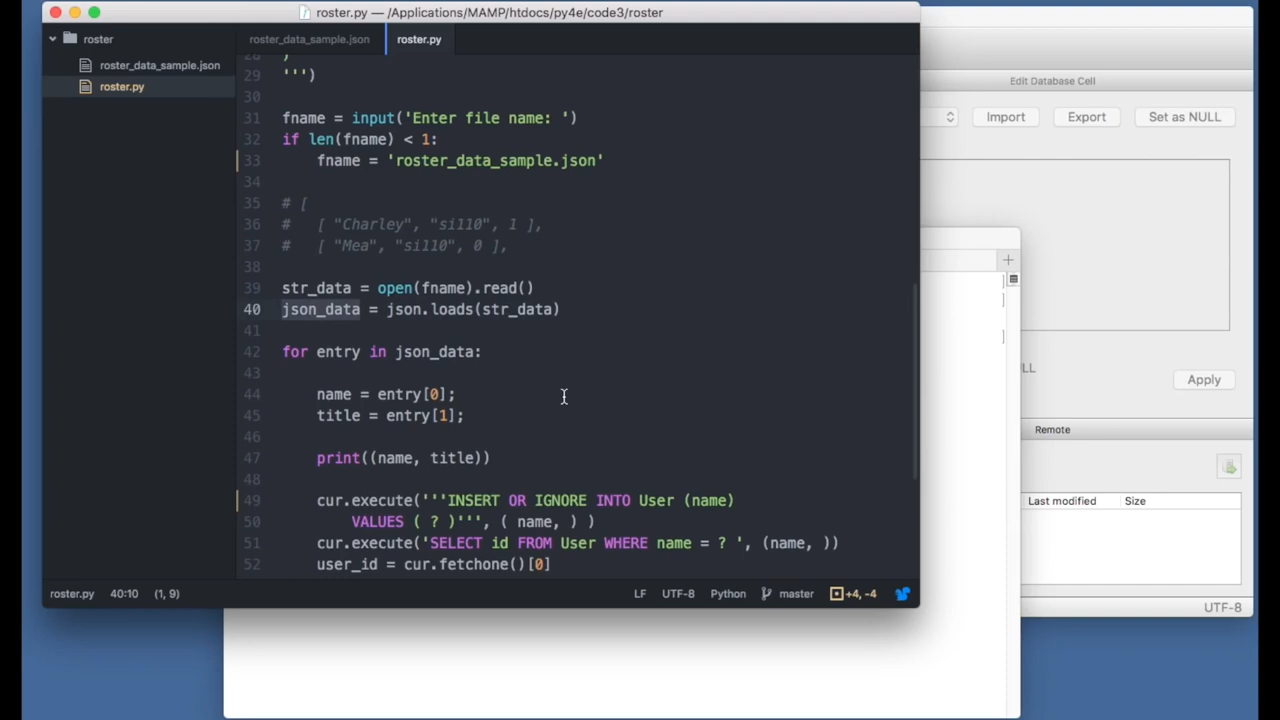 roster.py — /Applications/MAMP/htdocs/py4e/code3/roster
roster
roster_data_sample.json
roster.py
roster_data_sample.json
roster.py
29 ''')
30
31 fname = input('Enter file name: ')
32 if len(fname) < 1:
33     fname = 'roster_data_sample.json'
34
35 # [
36 #   [ "Charley", "si110", 1 ],
37 #   [ "Mea", "si110", 0 ],
38
39 str_data = open(fname).read()
40 json_data = json.loads(str_data)
41
42 for entry in json_data:
43
44     name = entry[0];
45     title = entry[1];
46
47     print((name, title))
48
49     cur.execute('''INSERT OR IGNORE INTO User (name)
50         VALUES ( ? )''', ( name, ) )
51     cur.execute('SELECT id FROM User WHERE name = ? ', (name, ))
52     user_id = cur.fetchone()[0]
roster.py 40:10 (1, 9) LF UTF-8 Python master +4, -4
Edit Database Cell
Import Export Set as NULL
]
]
]
LL
Apply
Remote
Last modified Size
UTF-8